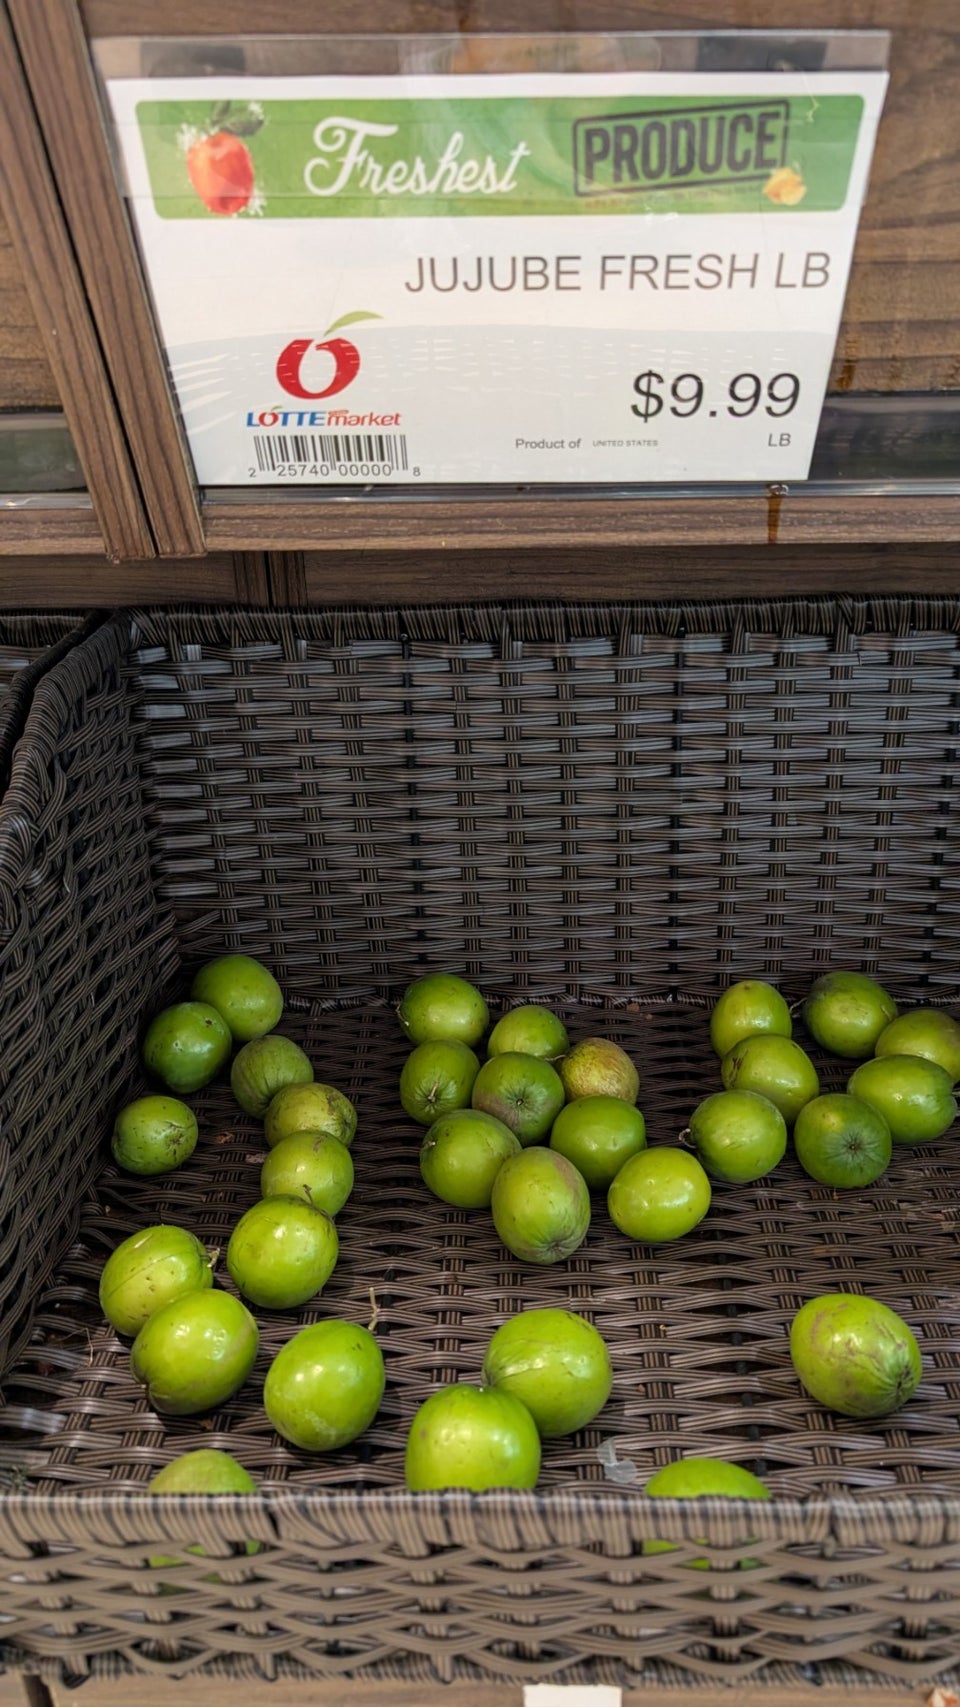 Freshest PRODUCE
JUJUBE FRESH LB
$9.99
LOTTE market
Product of UNITED STATES LB
2 25740 00000 8